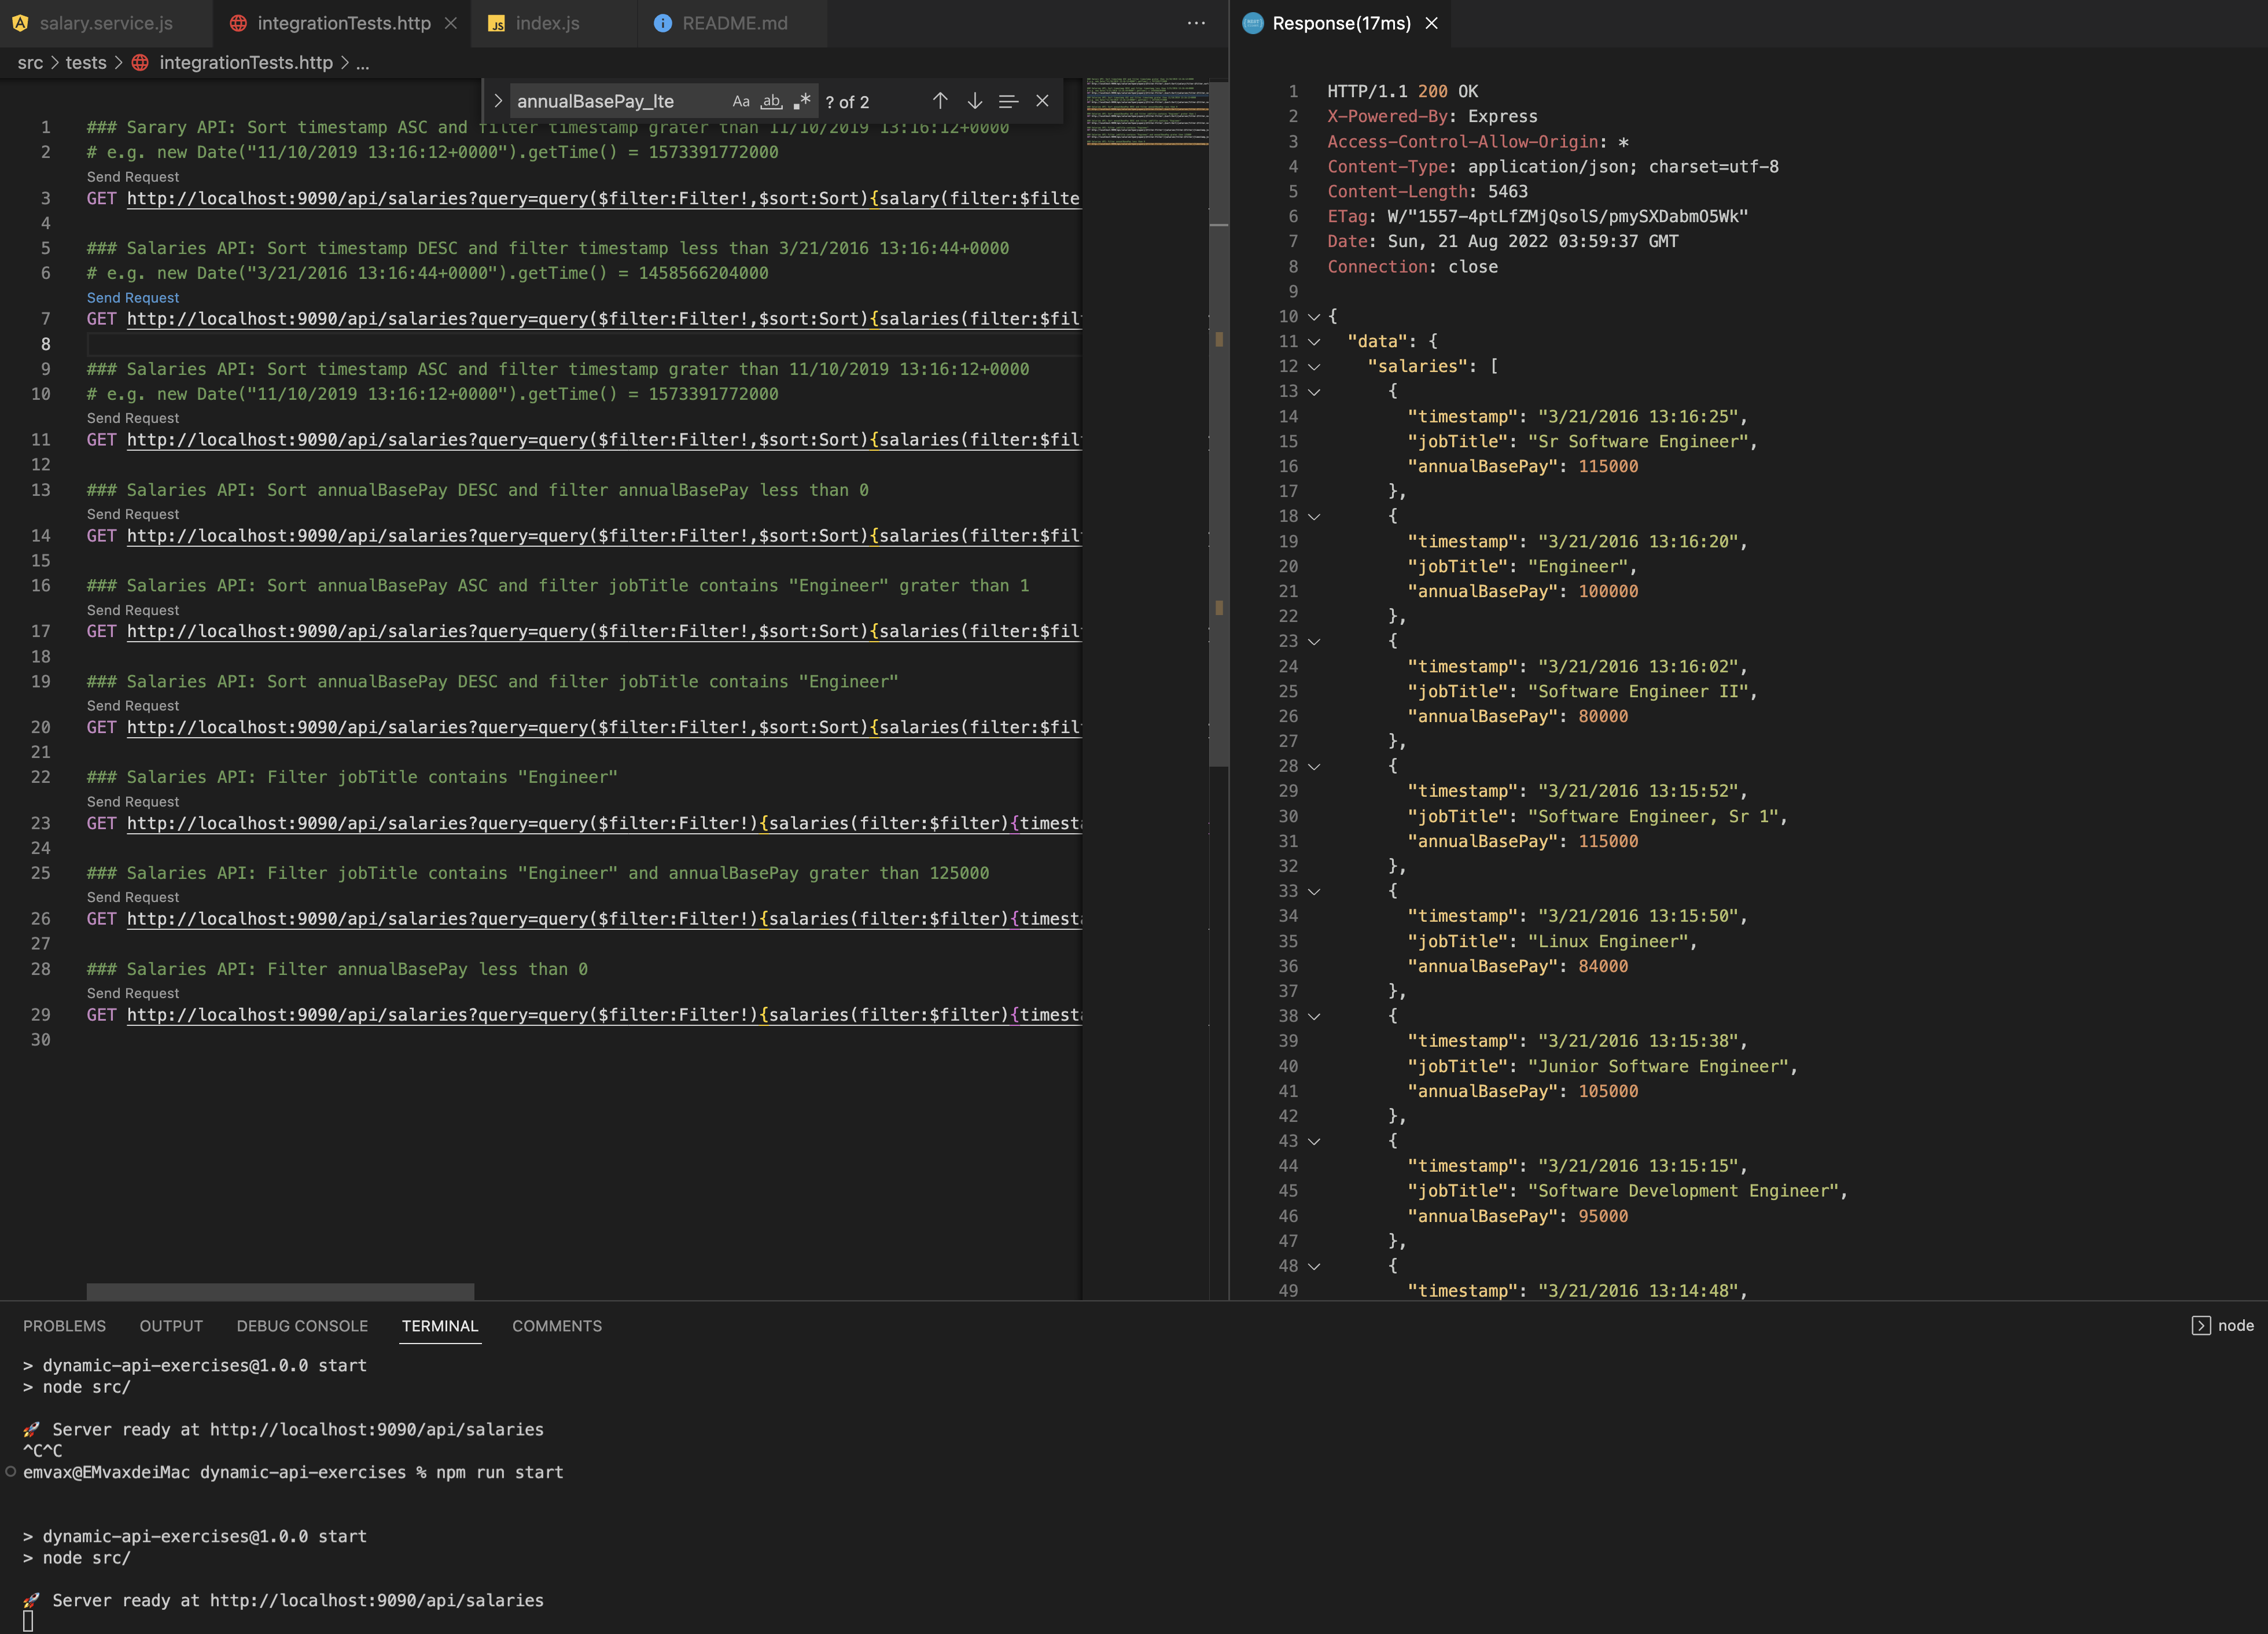 salary.service.js
integrationTests.http
index.js
README.md
...
src > tests > integrationTests.http > ...
annualBasePay_lte Aa ab .* ? of 2
1 ### Sarary API: Sort timestamp ASC and filter timestamp grater than 11/10/2019 13:16:12+0000
2 # e.g. new Date("11/10/2019 13:16:12+0000").getTime() = 1573391772000
Send Request
3 GET http://localhost:9090/api/salaries?query=query($filter:Filter!,$sort:Sort){salary(filter:$filte
4
5 ### Salaries API: Sort timestamp DESC and filter timestamp less than 3/21/2016 13:16:44+0000
6 # e.g. new Date("3/21/2016 13:16:44+0000").getTime() = 1458566204000
Send Request
7 GET http://localhost:9090/api/salaries?query=query($filter:Filter!,$sort:Sort){salaries(filter:$fil
8
9 ### Salaries API: Sort timestamp ASC and filter timestamp grater than 11/10/2019 13:16:12+0000
10 # e.g. new Date("11/10/2019 13:16:12+0000").getTime() = 1573391772000
Send Request
11 GET http://localhost:9090/api/salaries?query=query($filter:Filter!,$sort:Sort){salaries(filter:$fil
12
13 ### Salaries API: Sort annualBasePay DESC and filter annualBasePay less than 0
Send Request
14 GET http://localhost:9090/api/salaries?query=query($filter:Filter!,$sort:Sort){salaries(filter:$fil
15
16 ### Salaries API: Sort annualBasePay ASC and filter jobTitle contains "Engineer" grater than 1
Send Request
17 GET http://localhost:9090/api/salaries?query=query($filter:Filter!,$sort:Sort){salaries(filter:$fil
18
19 ### Salaries API: Sort annualBasePay DESC and filter jobTitle contains "Engineer"
Send Request
20 GET http://localhost:9090/api/salaries?query=query($filter:Filter!,$sort:Sort){salaries(filter:$fil
21
22 ### Salaries API: Filter jobTitle contains "Engineer"
Send Request
23 GET http://localhost:9090/api/salaries?query=query($filter:Filter!){salaries(filter:$filter){timesta
24
25 ### Salaries API: Filter jobTitle contains "Engineer" and annualBasePay grater than 125000
Send Request
26 GET http://localhost:9090/api/salaries?query=query($filter:Filter!){salaries(filter:$filter){timesta
27
28 ### Salaries API: Filter annualBasePay less than 0
Send Request
29 GET http://localhost:9090/api/salaries?query=query($filter:Filter!){salaries(filter:$filter){timesta
30
Response(17ms)
1 HTTP/1.1 200 OK
2 X-Powered-By: Express
3 Access-Control-Allow-Origin: *
4 Content-Type: application/json; charset=utf-8
5 Content-Length: 5463
6 ETag: W/"1557-4ptLfZMjQsolS/pmySXDabmO5Wk"
7 Date: Sun, 21 Aug 2022 03:59:37 GMT
8 Connection: close
9
10 {
11 "data": {
12 "salaries": [
13 {
14 "timestamp": "3/21/2016 13:16:25",
15 "jobTitle": "Sr Software Engineer",
16 "annualBasePay": 115000
17 },
18 {
19 "timestamp": "3/21/2016 13:16:20",
20 "jobTitle": "Engineer",
21 "annualBasePay": 100000
22 },
23 {
24 "timestamp": "3/21/2016 13:16:02",
25 "jobTitle": "Software Engineer II",
26 "annualBasePay": 80000
27 },
28 {
29 "timestamp": "3/21/2016 13:15:52",
30 "jobTitle": "Software Engineer, Sr 1",
31 "annualBasePay": 115000
32 },
33 {
34 "timestamp": "3/21/2016 13:15:50",
35 "jobTitle": "Linux Engineer",
36 "annualBasePay": 84000
37 },
38 {
39 "timestamp": "3/21/2016 13:15:38",
40 "jobTitle": "Junior Software Engineer",
41 "annualBasePay": 105000
42 },
43 {
44 "timestamp": "3/21/2016 13:15:15",
45 "jobTitle": "Software Development Engineer",
46 "annualBasePay": 95000
47 },
48 {
49 "timestamp": "3/21/2016 13:14:48",
PROBLEMS OUTPUT DEBUG CONSOLE TERMINAL COMMENTS
node
> dynamic-api-exercises@1.0.0 start
> node src/
🚀 Server ready at http://localhost:9090/api/salaries
^C^C
emvax@EMvaxdeiMac dynamic-api-exercises % npm run start
> dynamic-api-exercises@1.0.0 start
> node src/
🚀 Server ready at http://localhost:9090/api/salaries